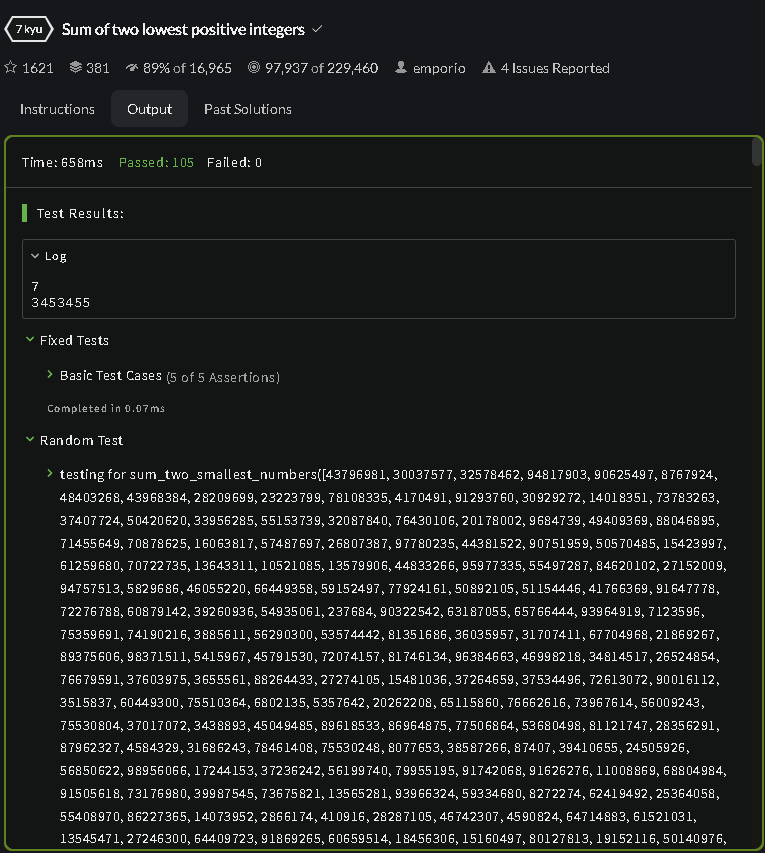 7 kyu Sum of two lowest positive integers
1621 381 89% of 16,965 97,937 of 229,460 emporio 4 Issues Reported
Instructions Output Past Solutions
Time: 658ms Passed: 105 Failed: 0
Test Results:
Log
7
3453455
Fixed Tests
Basic Test Cases (5 of 5 Assertions)
Completed in 0.07ms
Random Test
testing for sum_two_smallest_numbers([43796981, 30037577, 32578462, 94817903, 90625497, 8767924,
48403268, 43968384, 28209699, 23223799, 78108335, 4170491, 91293760, 30929272, 14018351, 73783263,
37407724, 50420620, 33956285, 55153739, 32087840, 76430106, 20178002, 9684739, 49409369, 88046895,
71455649, 70878625, 16063817, 57487697, 26807387, 97780235, 44381522, 90751959, 50570485, 15423997,
61259680, 70722735, 13643311, 10521085, 13579906, 44833266, 95977335, 55497287, 84620102, 27152009,
94757513, 5829686, 46055220, 66449358, 59152497, 77924161, 50892105, 51154446, 41766369, 91647778,
72276788, 60879142, 39260936, 54935061, 237684, 90322542, 63187055, 65766444, 93964919, 7123596,
75359691, 74190216, 3885611, 56290300, 53574442, 81351686, 36035957, 31707411, 67704968, 21869267,
89375606, 98371511, 5415967, 45791530, 72074157, 81746134, 96384663, 46998218, 34814517, 26524854,
76679591, 37603975, 3655561, 88264433, 27274105, 15481036, 37264659, 37534496, 72613072, 90016112,
3515837, 60449300, 75510364, 6802135, 5357642, 20262208, 65115860, 76662616, 73967614, 56009243,
75530804, 37017072, 3438893, 45049485, 89618533, 86964875, 77506864, 53680498, 81121747, 28356291,
87962327, 4584329, 31686243, 78461408, 75530248, 8077653, 38587266, 87407, 39410655, 24505926,
56850622, 98956066, 17244153, 37236242, 56199740, 79955195, 91742068, 91626276, 11008869, 68804984,
91505618, 73176980, 39987545, 73675821, 13565281, 93966324, 59334680, 8272274, 62419492, 25364058,
55408970, 86227365, 14073952, 2866174, 410916, 28287105, 46742307, 4590824, 64714883, 61521031,
13545471, 27246300, 64409723, 91869265, 60659514, 18456306, 15160497, 80127813, 19152116, 50140976,